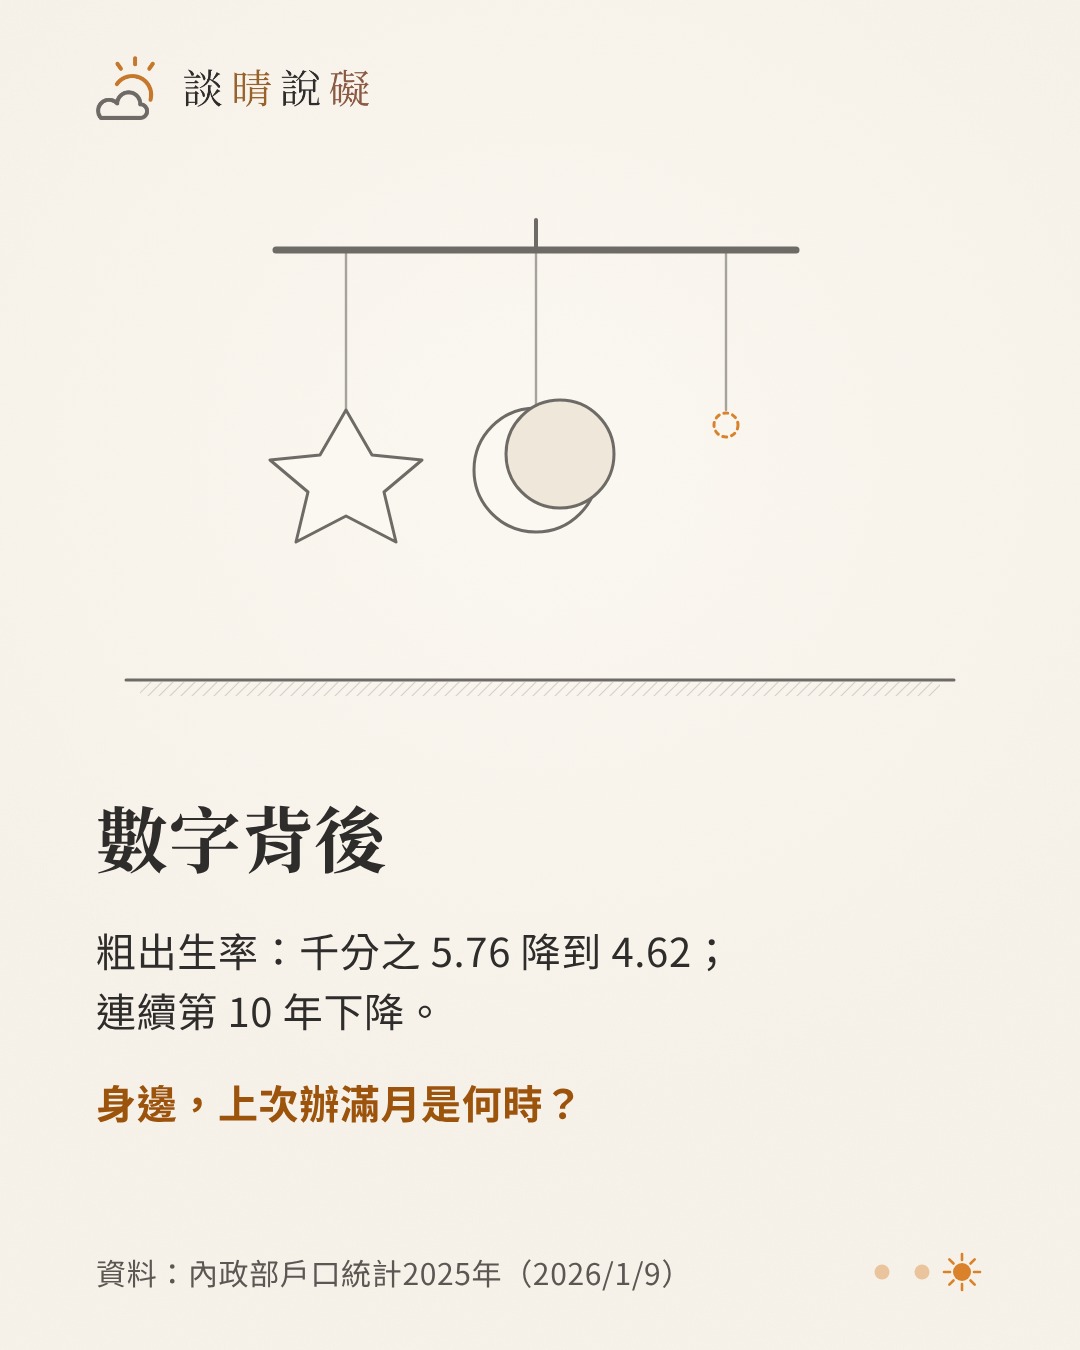 談晴說礙
數字背後
粗出生率：千分之 5.76 降到 4.62；
連續第 10 年下降。
身邊，上次辦滿月是何時？
資料：內政部戶口統計2025年（2026/1/9）